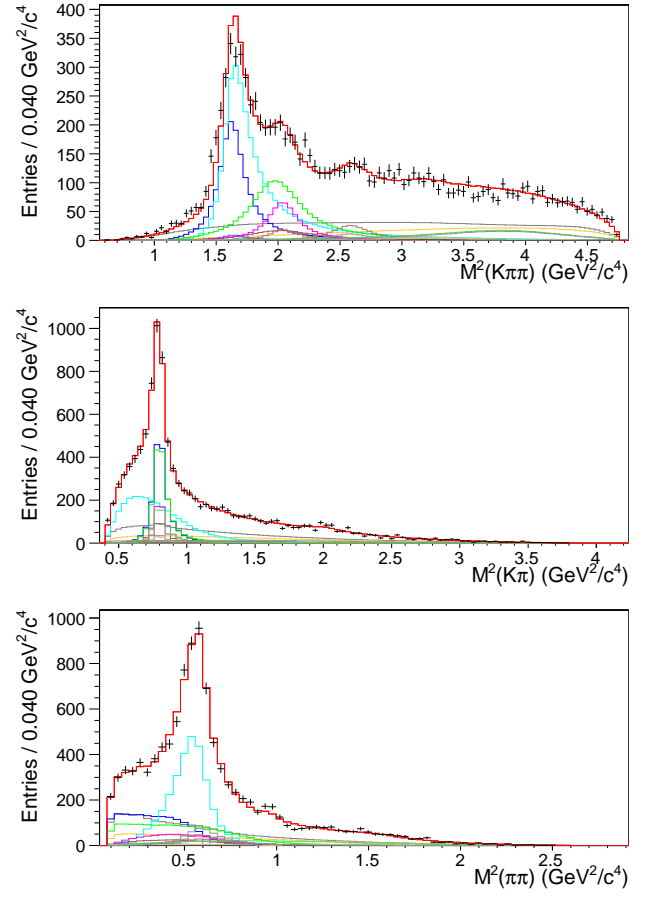 400
350
300
250
200
150
100
50
0
Entries / 0.040 GeV²/c⁴
1 1.5 2 2.5 3 3.5 4 4.5
M²(Kππ) (GeV²/c⁴)
1000
800
600
400
200
0
Entries / 0.040 GeV²/c⁴
0.5 1 1.5 2 2.5 3 3.5 4
M²(Kπ) (GeV²/c⁴)
1000
800
600
400
200
0
Entries / 0.040 GeV²/c⁴
0.5 1 1.5 2 2.5
M²(ππ) (GeV²/c⁴)